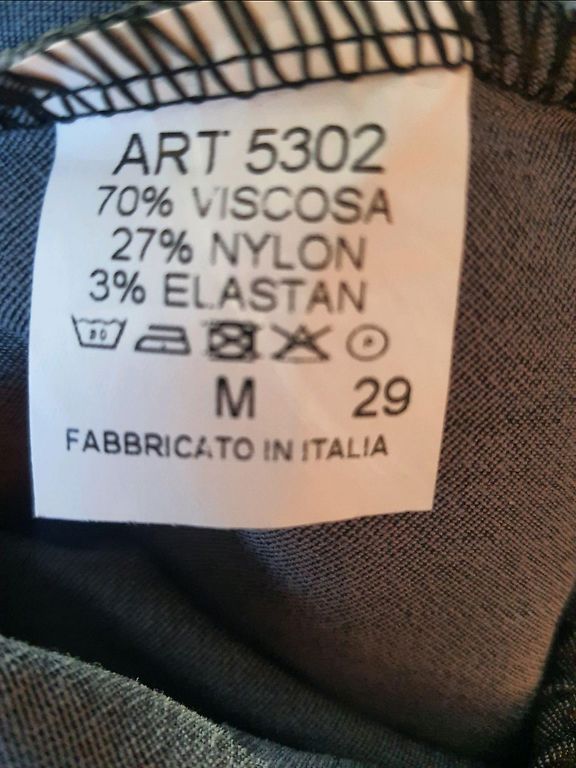 ART 5302
70% VISCOSA
27% NYLON
3% ELASTAN
P
M 29
FABBRICATO IN ITALIA